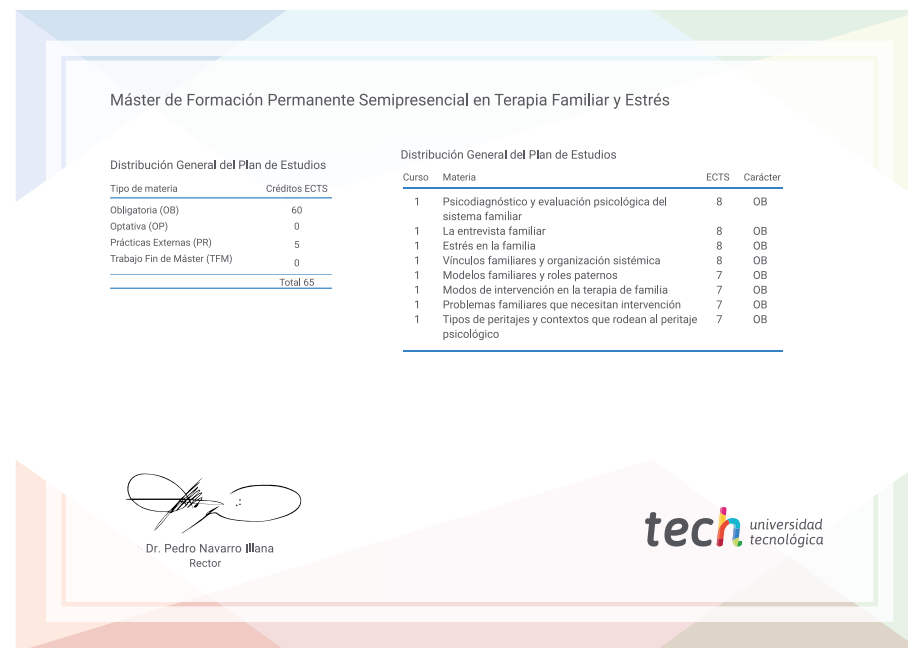 Máster de Formación Permanente Semipresencial en Terapia Familiar y Estrés
Distribución General del Plan de Estudios
Tipo de materia Créditos ECTS
Obligatoria (OB) 60
Optativa (OP) 0
Prácticas Externas (PR) 5
Trabajo Fin de Máster (TFM) 0
Total 65
Distribución General del Plan de Estudios
Curso Materia ECTS Carácter
1 Psicodiagnóstico y evaluación psicológica del 8 OB
sistema familiar
1 La entrevista familiar 8 OB
1 Estrés en la familia 8 OB
1 Vínculos familiares y organización sistémica 8 OB
1 Modelos familiares y roles paternos 7 OB
1 Modos de intervención en la terapia de familia 7 OB
1 Problemas familiares que necesitan intervención 7 OB
1 Tipos de peritajes y contextos que rodean al peritaje 7 OB
psicológico
Dr. Pedro Navarro Illana
Rector
tech universidad
tecnológica